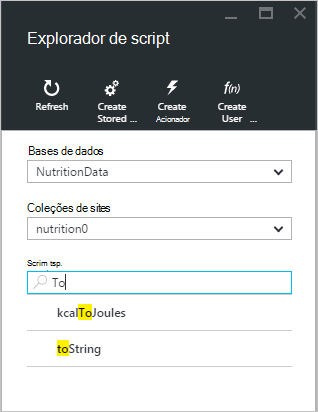 Explorador de script
Refresh
Create
Stored ...
Create
Acionador
f(n)
Create
User ...
Bases de dados
NutritionData
Coleções de sites
nutrition0
Scrim tsp.
To
kcalToJoules
toString